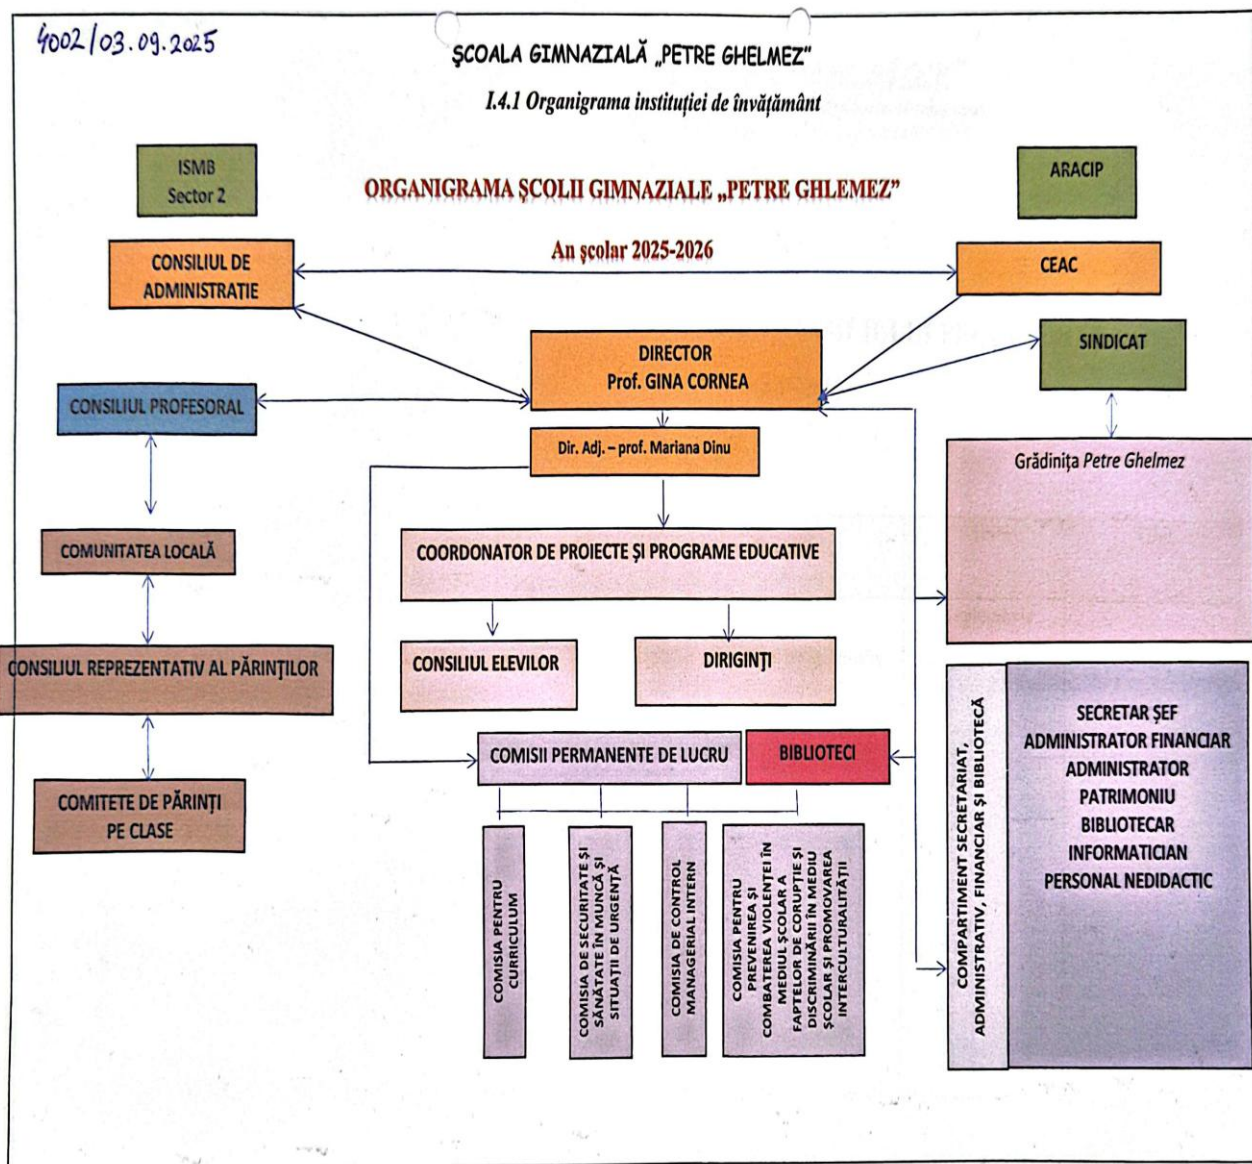 4002/03.09.2025
ŞCOALA GIMNAZIALĂ „PETRE GHELMEZ”
I.4.1 Organigrama instituţiei de învăţământ
ISMB
Sector 2
ORGANIGRAMA ŞCOLII GIMNAZIALE „PETRE GHLEMEZ”
ARACIP
An şcolar 2025-2026
CONSILIUL DE
ADMINISTRAŢIE
CEAC
DIRECTOR
Prof. GINA CORNEA
SINDICAT
CONSILIUL PROFESORAL
Dir. Adj. – prof. Mariana Dinu
Grădiniţa Petre Ghelmez
COMUNITATEA LOCALĂ
COORDONATOR DE PROIECTE ŞI PROGRAME EDUCATIVE
CONSILIUL REPREZENTATIV AL PĂRINŢILOR
CONSILIUL ELEVILOR
DIRIGINŢI
COMISII PERMANENTE DE LUCRU
BIBLIOTECI
COMITETE DE PĂRINŢI
PE CLASE
COMISIA PENTRU
CURRICULUM
COMISIA DE SECURITATE ŞI
SĂNĂTATE ÎN MUNCĂ ŞI
SITUAŢII DE URGENŢĂ
COMISIA DE CONTROL
MANAGERIAL INTERN
COMISIA PENTRU
PREVENIREA ŞI
COMBATEREA VIOLENŢEI ÎN
MEDIUL ŞCOLAR A
FAPTELOR DE CORUPŢIE ŞI
DISCRIMINĂRII ÎN MEDIU
ŞCOLAR ŞI PROMOVAREA
INTERCULTURALITĂŢII
COMPARTIMENT SECRETARIAT,
ADMINISTRATIV, FINANCIAR ŞI BIBLIOTECĂ
SECRETAR ŞEF
ADMINISTRATOR FINANCIAR
ADMINISTRATOR
PATRIMONIU
BIBLIOTECAR
INFORMATICIAN
PERSONAL NEDIDACTIC